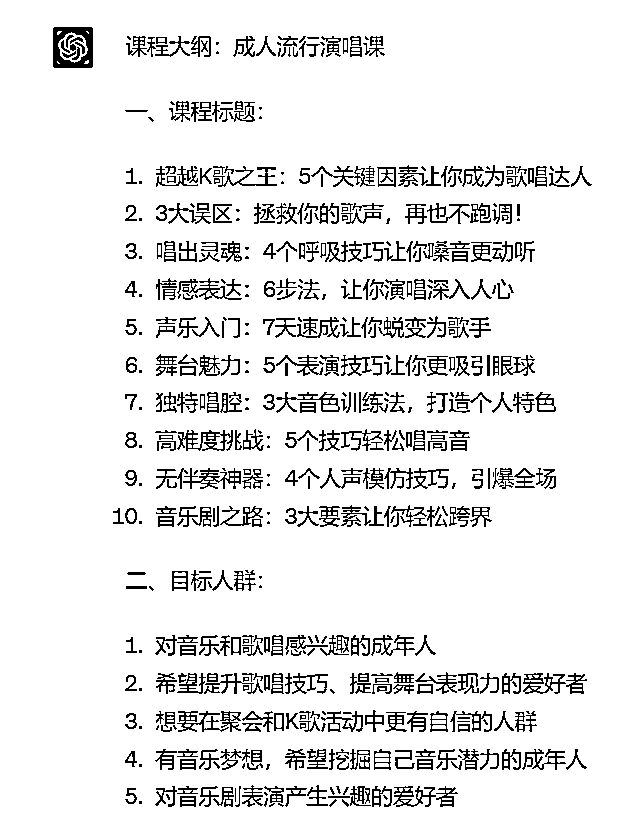 课程大纲：成人流行演唱课
一、课程标题：
1. 超越K歌之王：5个关键因素让你成为歌唱达人
2. 3大误区：拯救你的歌声，再也不跑调！
3. 唱出灵魂：4个呼吸技巧让你嗓音更动听
4. 情感表达：6步法，让你演唱深入人心
5. 声乐入门：7天速成让你蜕变为歌手
6. 舞台魅力：5个表演技巧让你更吸引眼球
7. 独特唱腔：3大音色训练法，打造个人特色
8. 高难度挑战：5个技巧轻松唱高音
9. 无伴奏神器：4个人声模仿技巧，引爆全场
10. 音乐剧之路：3大要素让你轻松跨界
二、目标人群：
1. 对音乐和歌唱感兴趣的成年人
2. 希望提升歌唱技巧、提高舞台表现力的爱好者
3. 想要在聚会和K歌活动中更有自信的人群
4. 有音乐梦想，希望挖掘自己音乐潜力的成年人
5. 对音乐剧表演产生兴趣的爱好者